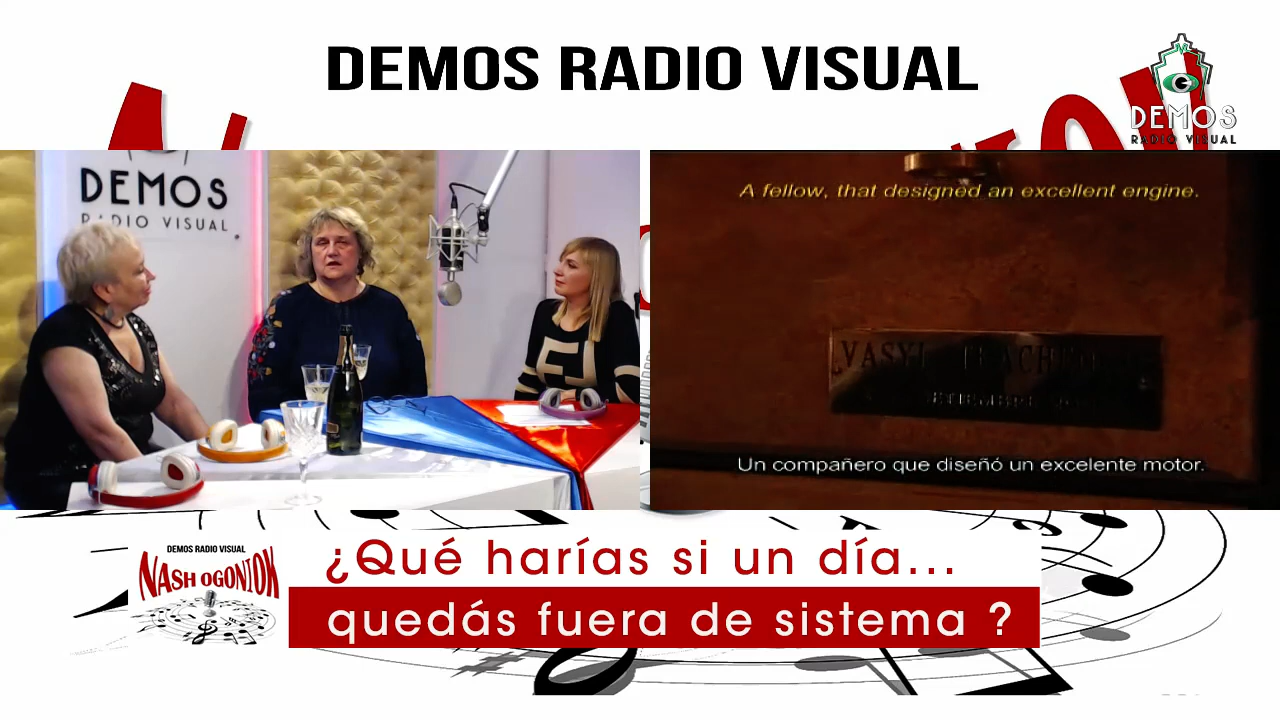 DEMOS RADIO VISUAL
DEMOS
RADIO VISUAL
DEMOS
RADIO VISUAL
A fellow, that designed an excellent engine.
VASYL
Un compañero que diseñó un excelente motor.
DEMOS RADIO VISUAL
NASH OGONIOK
¿Qué harías si un día...
quedás fuera de sistema ?